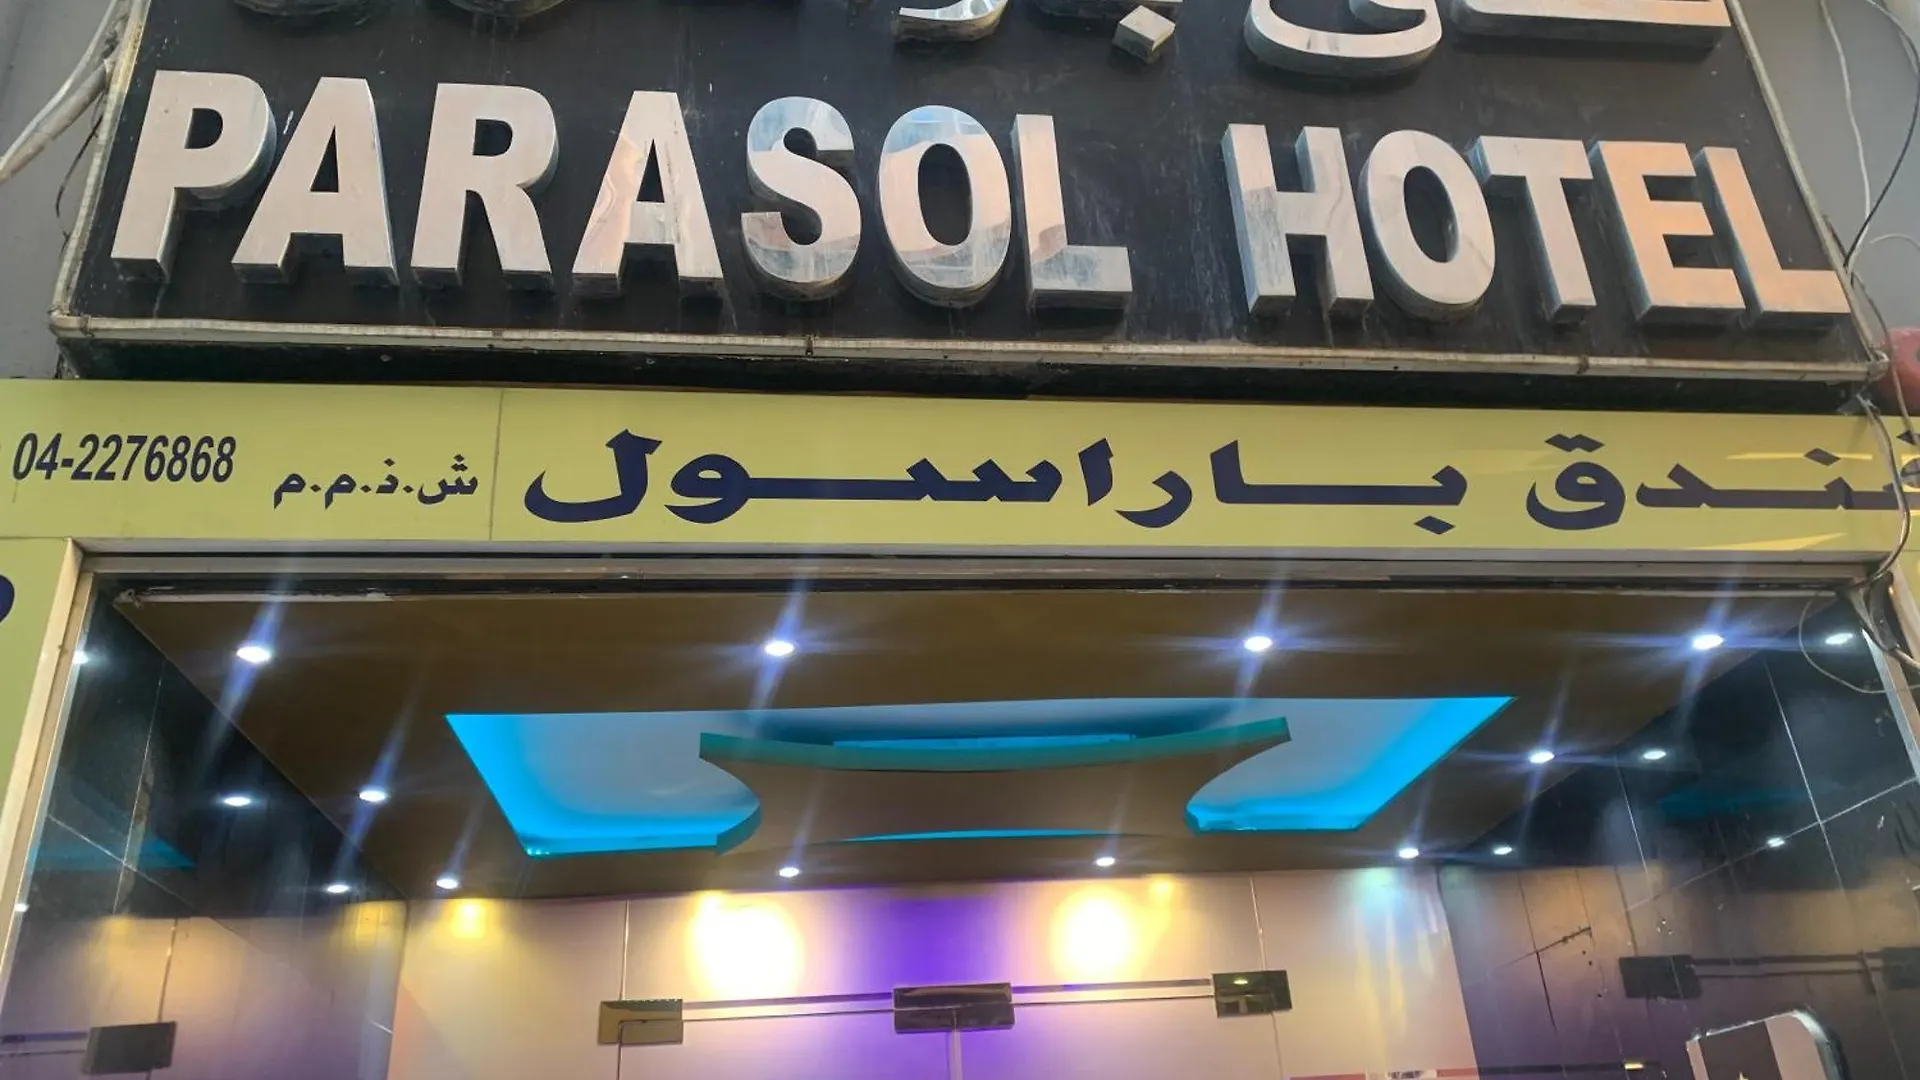 PARASOL HOTEL
فندق باراسول ش.ذ.م.م 04-2276868